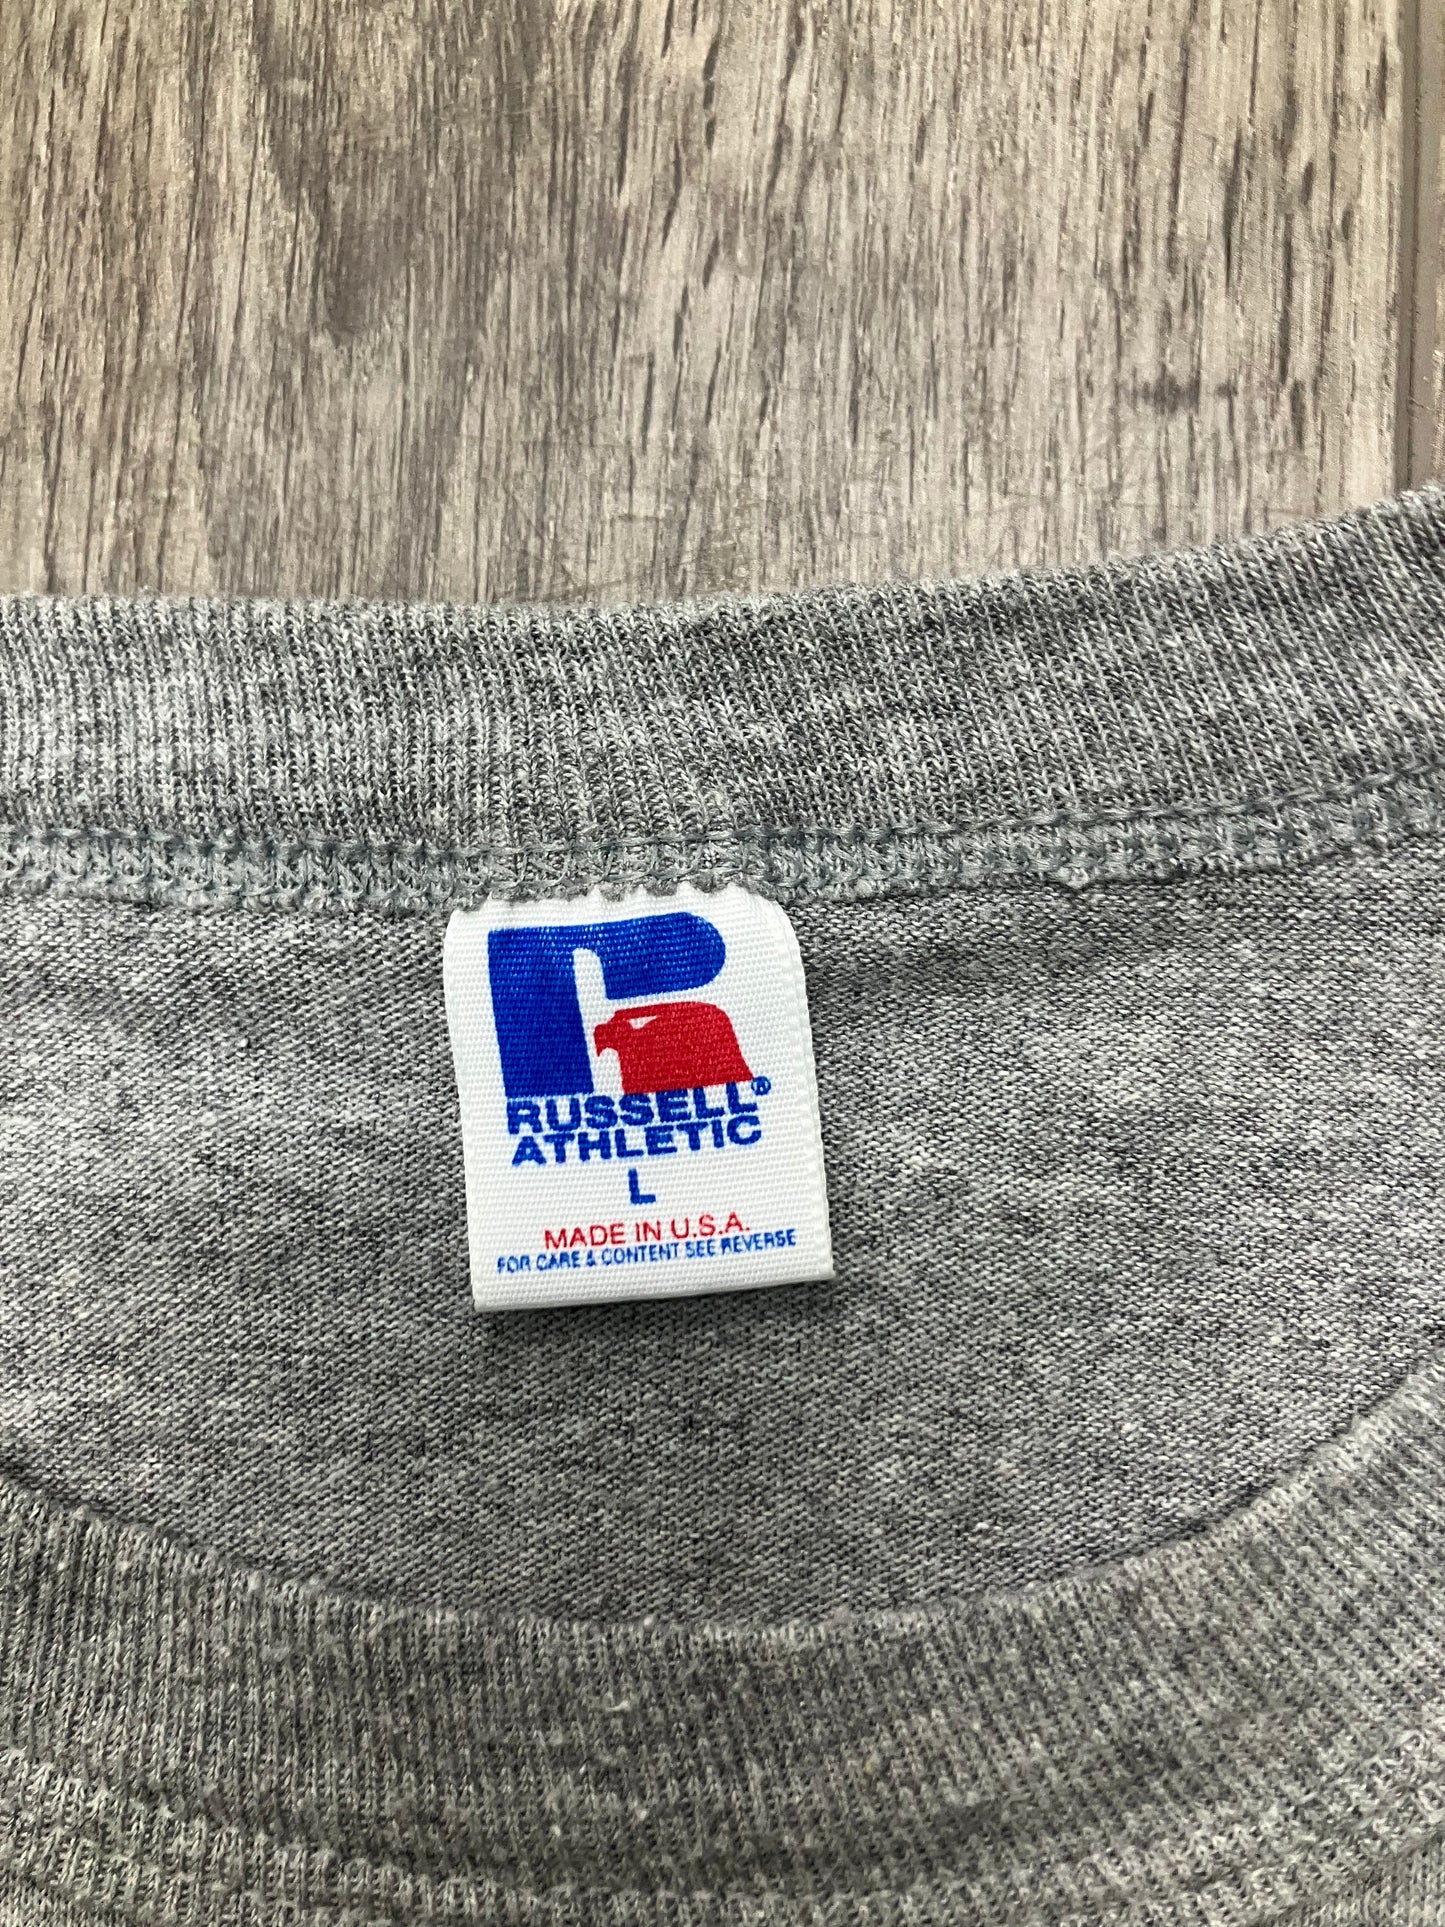 RUSSELL®
ATHLETIC
L
MADE IN U.S.A.
FOR CARE & CONTENT SEE REVERSE